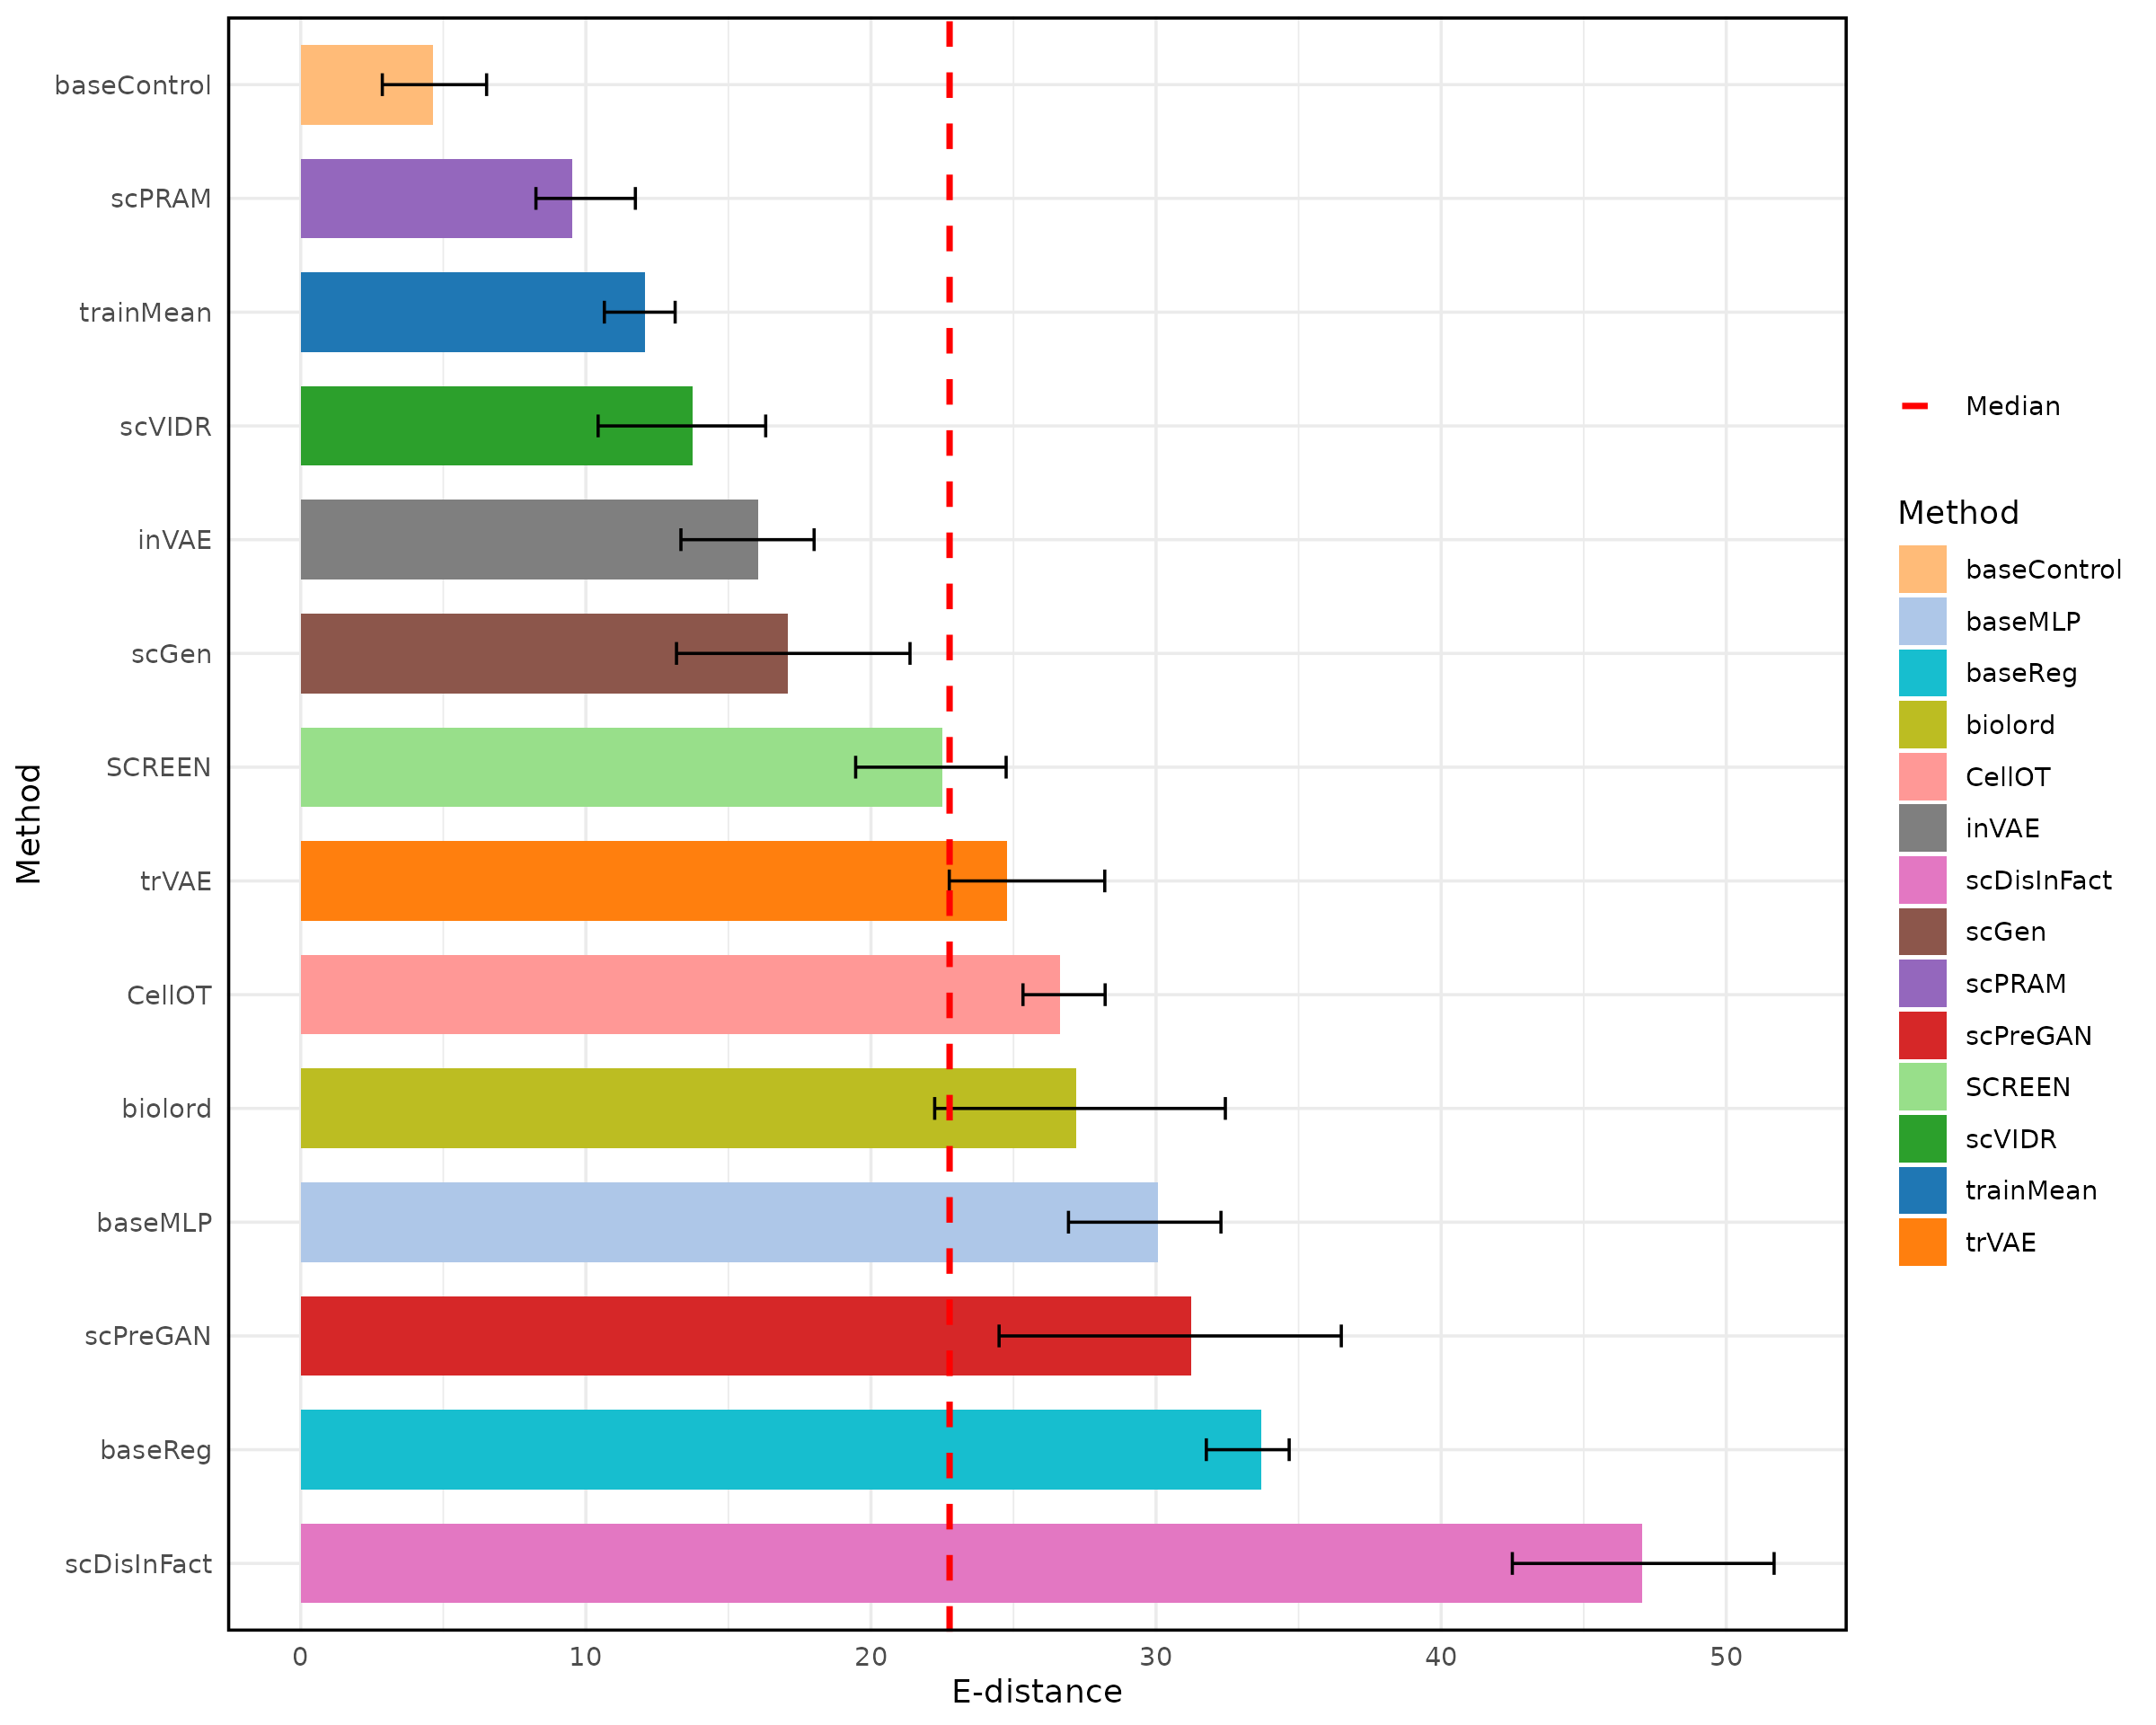 baseControl
scPRAM
trainMean
scVIDR
inVAE
scGen
SCREEN
trVAE
CellOT
biolord
baseMLP
scPreGAN
baseReg
scDisInFact
Method
0 10 20 30 40 50
E-distance
Median
Method
baseControl
baseMLP
baseReg
biolord
CellOT
inVAE
scDisInFact
scGen
scPRAM
scPreGAN
SCREEN
scVIDR
trainMean
trVAE